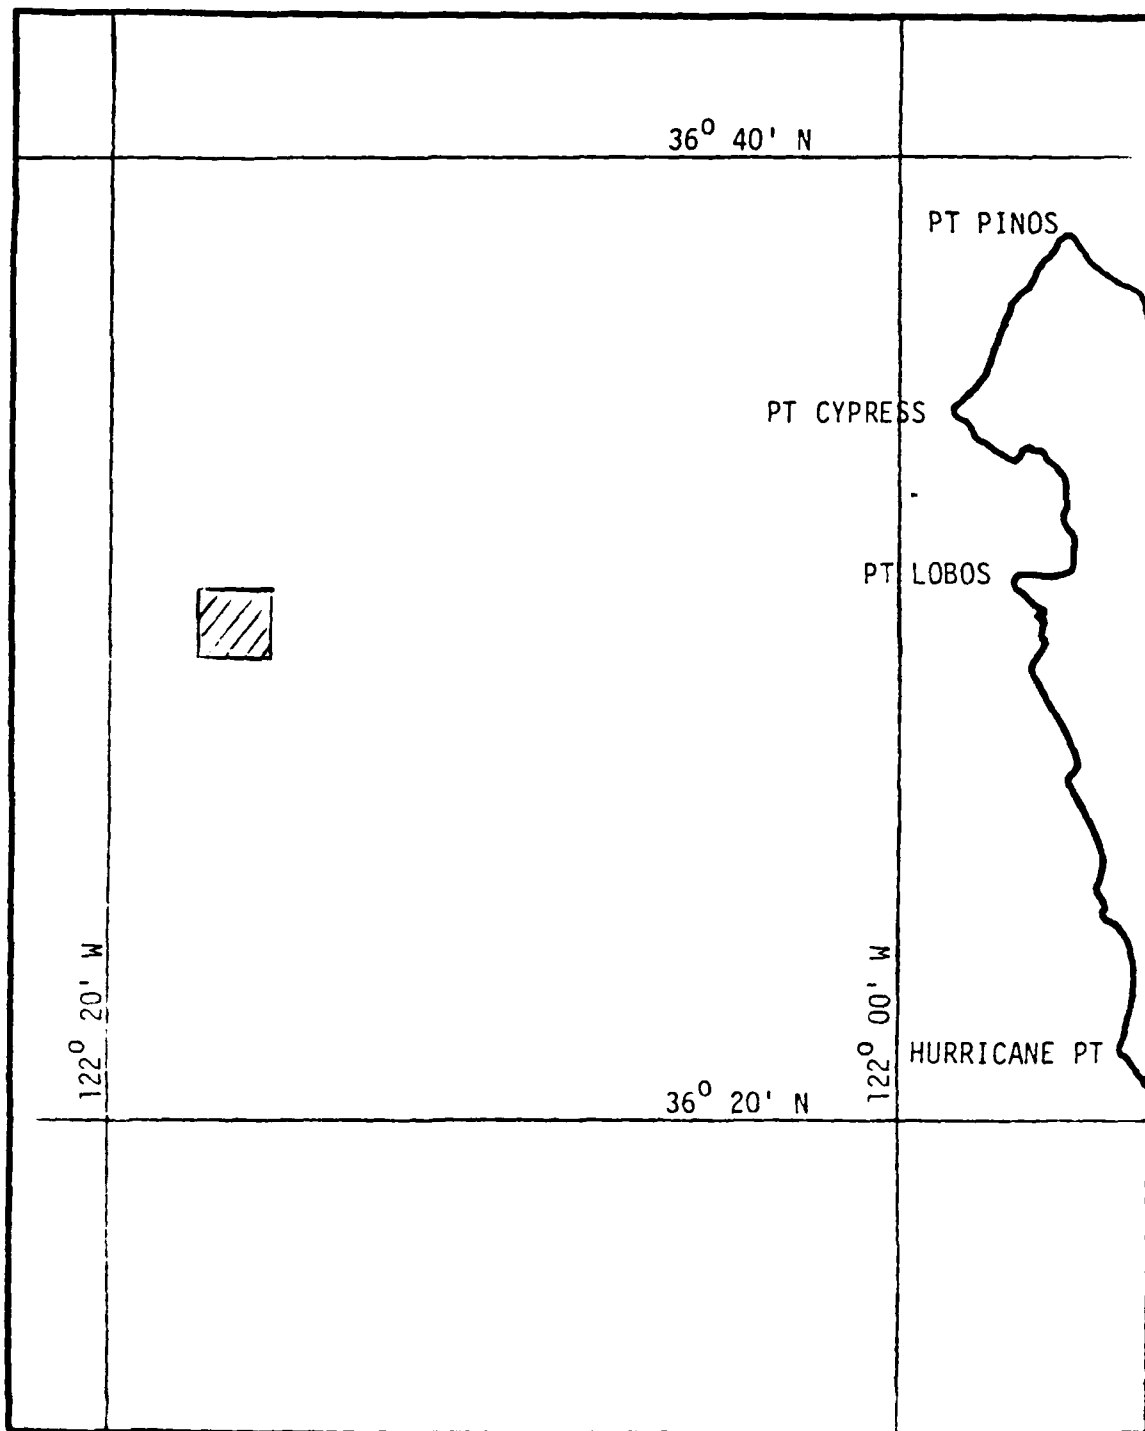 36° 40' N
PT PINOS
PT CYPRESS
PT LOBOS
122° 20' W
122° 00' W
HURRICANE PT
36° 20' N